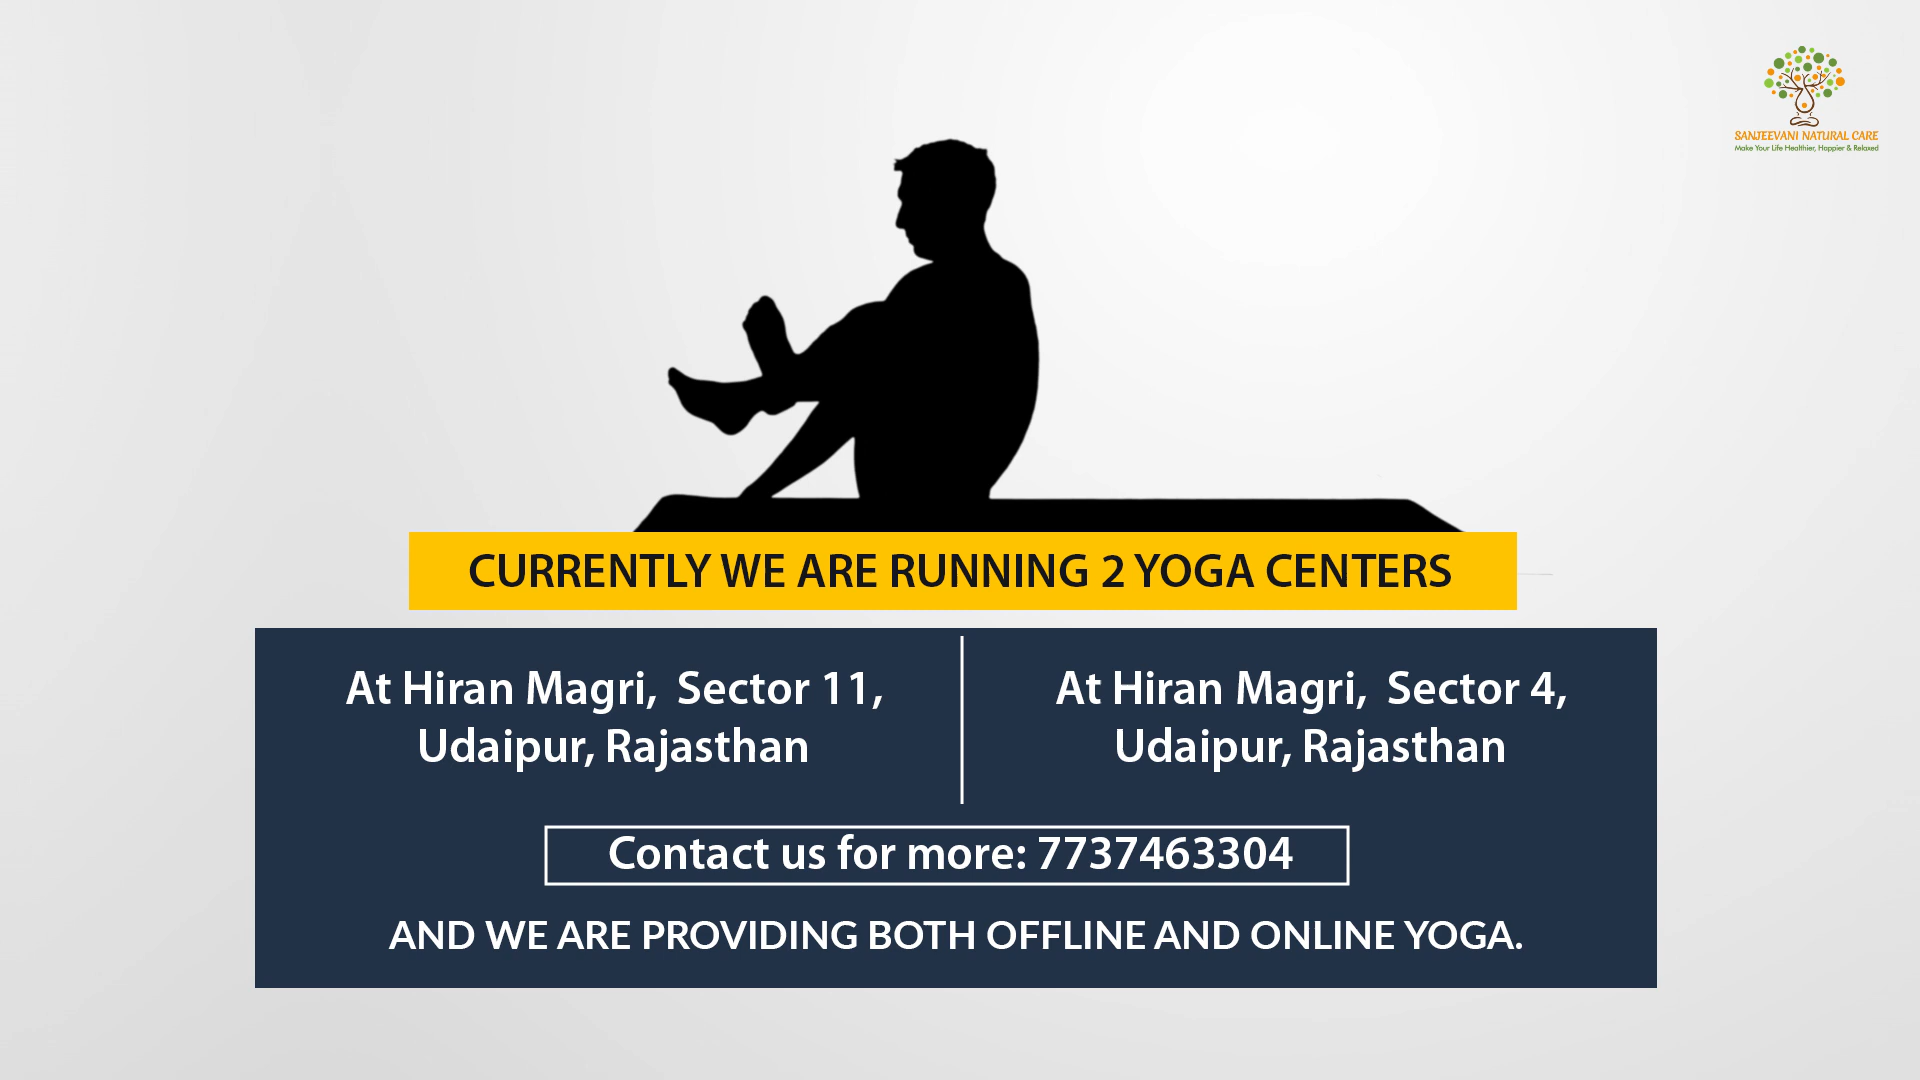 SANJEEVANI NATURAL CARE
Make Your Life Healthier, Happier & Relaxed
CURRENTLY WE ARE RUNNING 2 YOGA CENTERS
At Hiran Magri, Sector 11,
Udaipur, Rajasthan
At Hiran Magri, Sector 4,
Udaipur, Rajasthan
Contact us for more: 7737463304
AND WE ARE PROVIDING BOTH OFFLINE AND ONLINE YOGA.